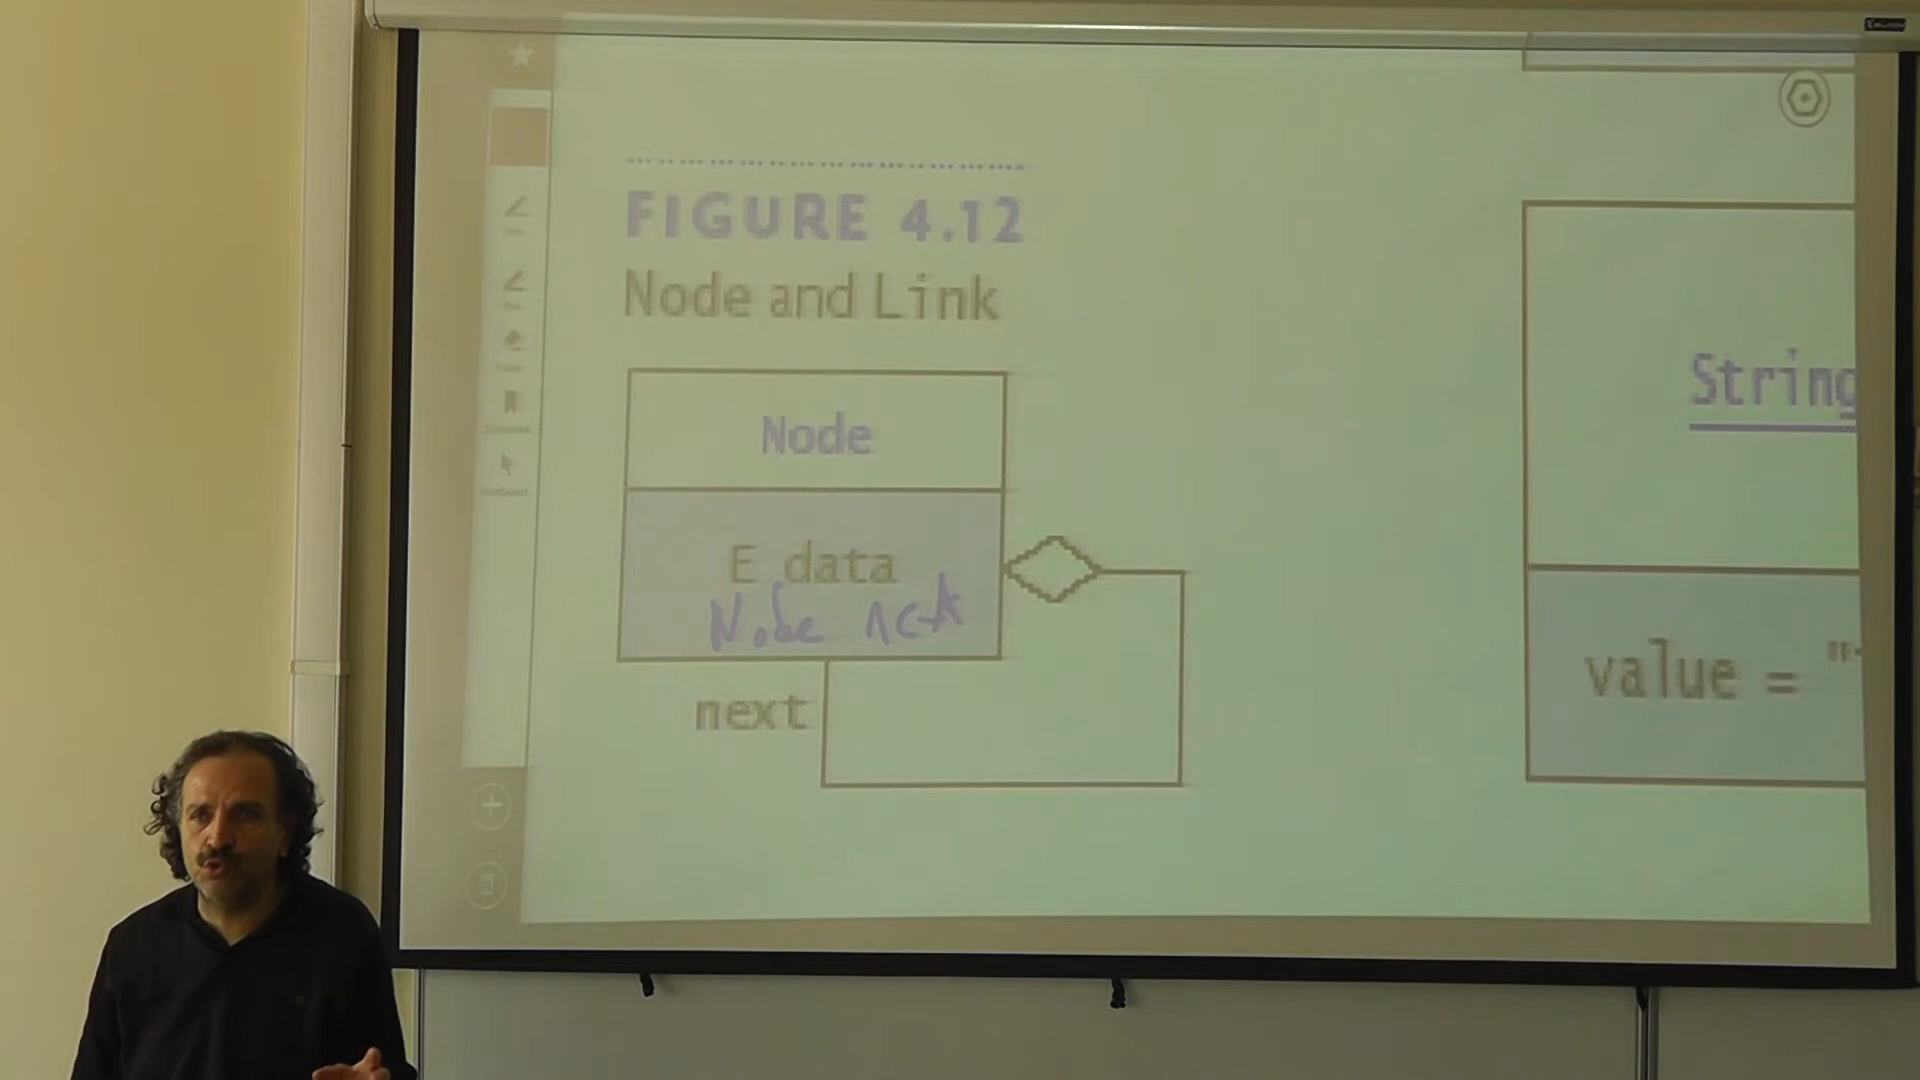 FIGURE 4.12
Node and Link
Node
E data
Node next
next
String
value = "